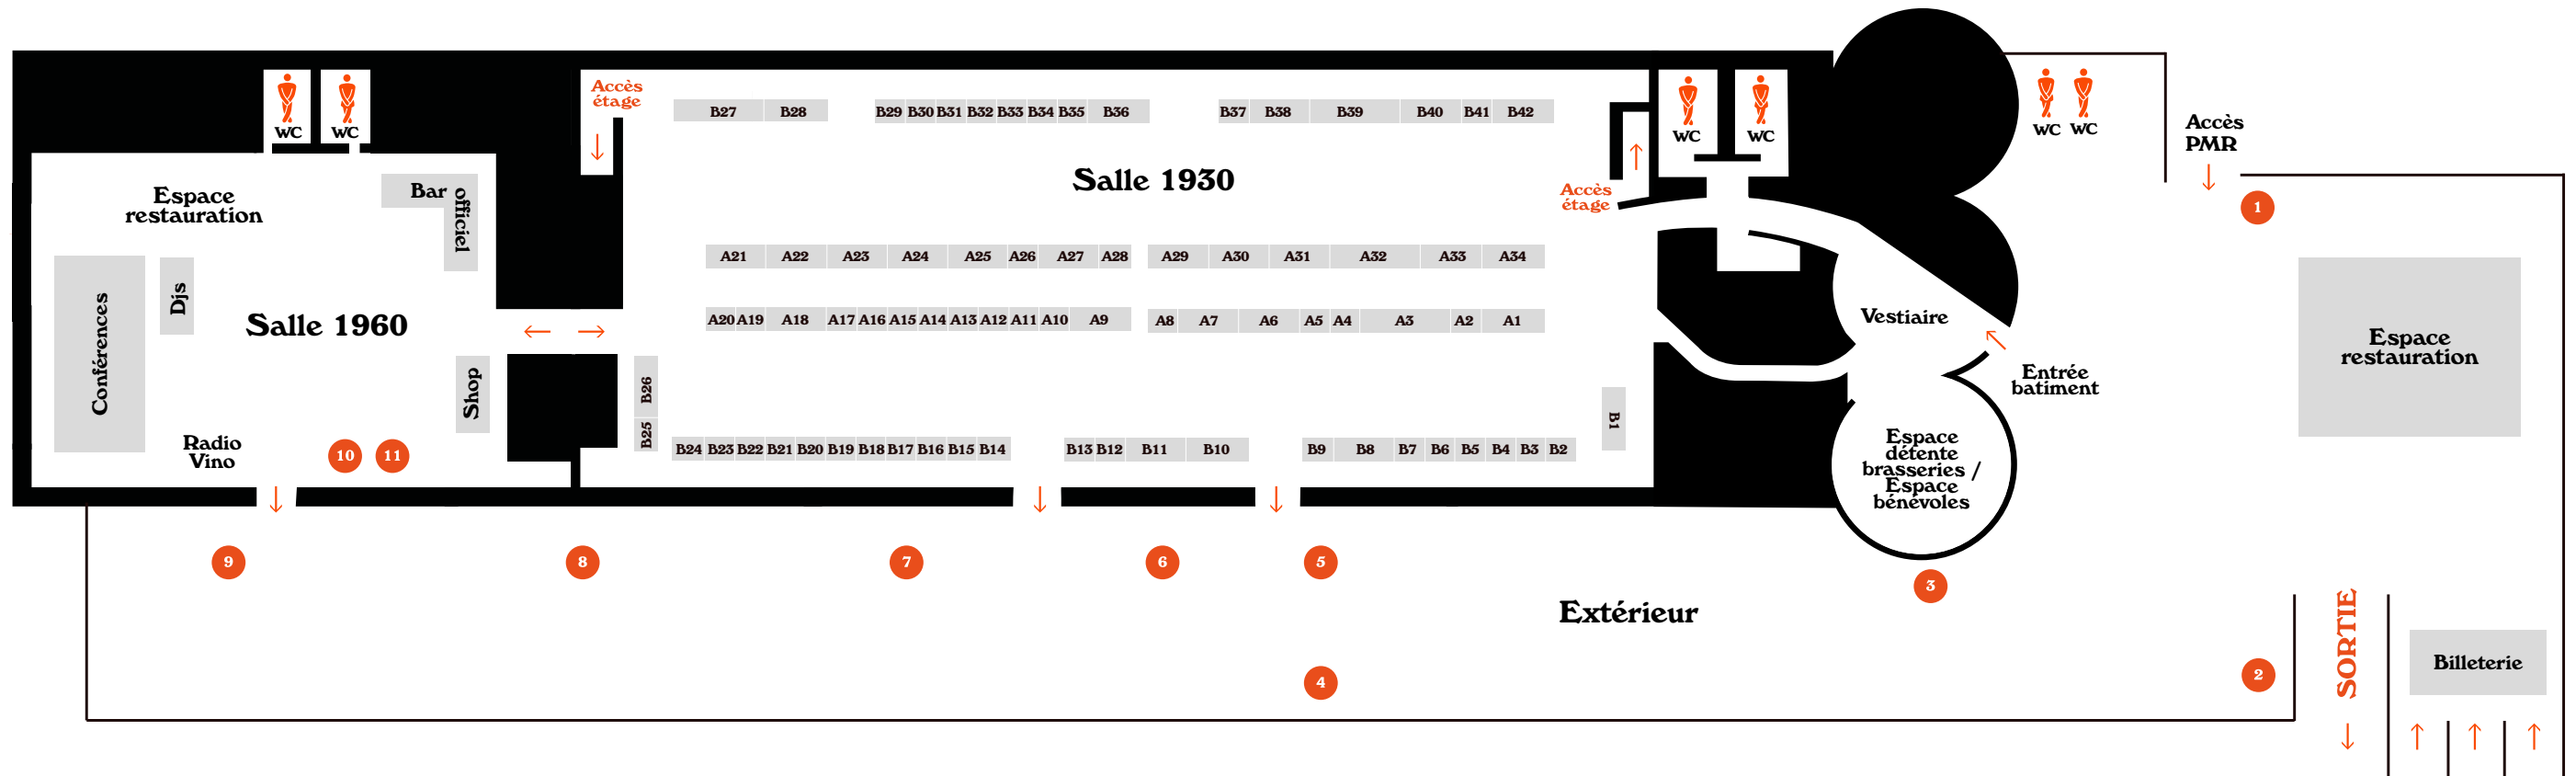 WC
WC
Accès
étage
B27 B28
B29 B30 B31 B32 B33 B34 B35 B36
B37 B38 B39 B40 B41 B42
WC
WC
WC WC
Accès
PMR
Espace
restauration
Bar officiel
Salle 1930
Accès
étage
1
A21 A22 A23 A24 A25 A26 A27 A28
A29 A30 A31 A32 A33 A34
Conférences
Djs
Salle 1960
A20 A19 A18 A17 A16 A15 A14 A13 A12 A11 A10 A9
A8 A7 A6 A5 A4 A3 A2 A1
Vestiaire
Espace
restauration
Entrée
batiment
Shop
B26
B25
B1
Radio
Vino
10 11
B24 B23 B22 B21 B20 B19 B18 B17 B16 B15 B14
B13 B12 B11 B10
B9 B8 B7 B6 B5 B4 B3 B2
Espace
détente
brasseries /
Espace
bénévoles
9
8
7
6
5
3
Extérieur
4
2
SORTIE
Billeterie